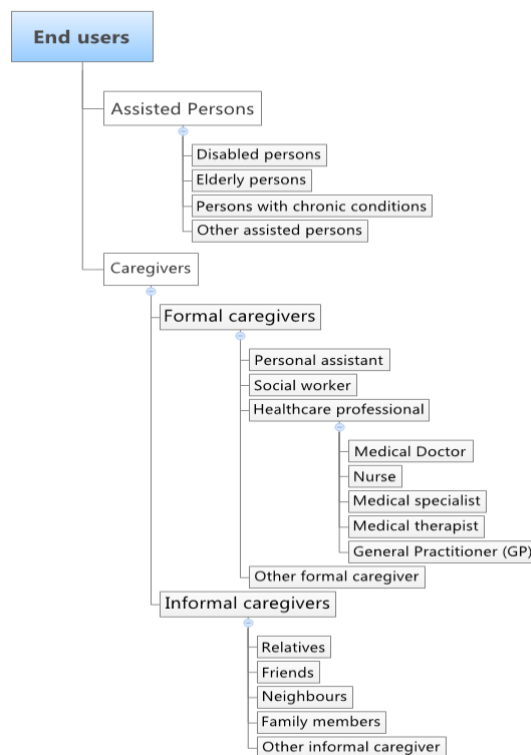 End users
Assisted Persons
Disabled persons
Elderly persons
Persons with chronic conditions
Other assisted persons
Caregivers
Formal caregivers
Personal assistant
Social worker
Healthcare professional
Medical Doctor
Nurse
Medical specialist
Medical therapist
General Practitioner (GP)
Other formal caregiver
Informal caregivers
Relatives
Friends
Neighbours
Family members
Other informal caregiver